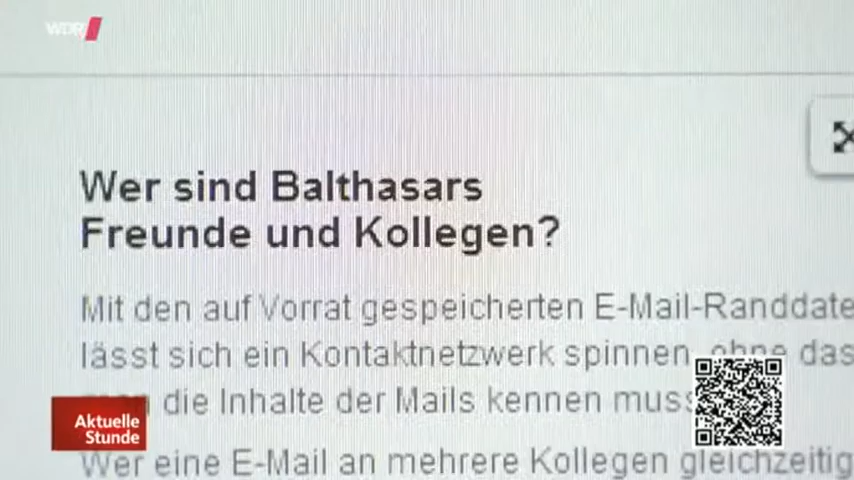 WDR
Wer sind Balthasars
Freunde und Kollegen?
Mit den auf Vorrat gespeicherten E-Mail-Randdate
lässt sich ein Kontaktnetzwerk spinnen, ohne das
die Inhalte der Mails kennen muss
Aktuelle
Stunde
Wer eine E-Mail an mehrere Kollegen gleichzeitig